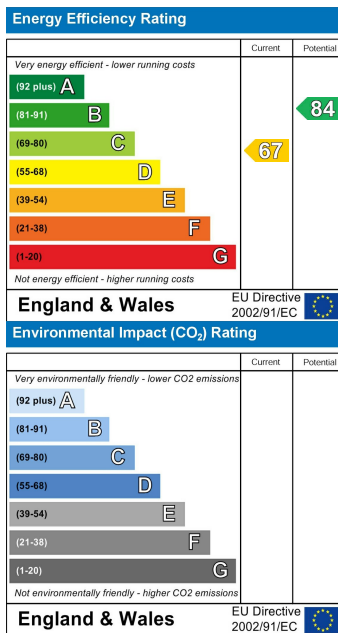 Energy Efficiency Rating
Current Potential
Very energy efficient - lower running costs
(92 plus) A
(81-91) B
84
(69-80) C
67
(55-68) D
(39-54) E
(21-38) F
(1-20) G
Not energy efficient - higher running costs
England & Wales
EU Directive
2002/91/EC
Environmental Impact (CO₂) Rating
Current Potential
Very environmentally friendly - lower CO2 emissions
(92 plus) A
(81-91) B
(69-80) C
(55-68) D
(39-54) E
(21-38) F
(1-20) G
Not environmentally friendly - higher CO2 emissions
England & Wales
EU Directive
2002/91/EC